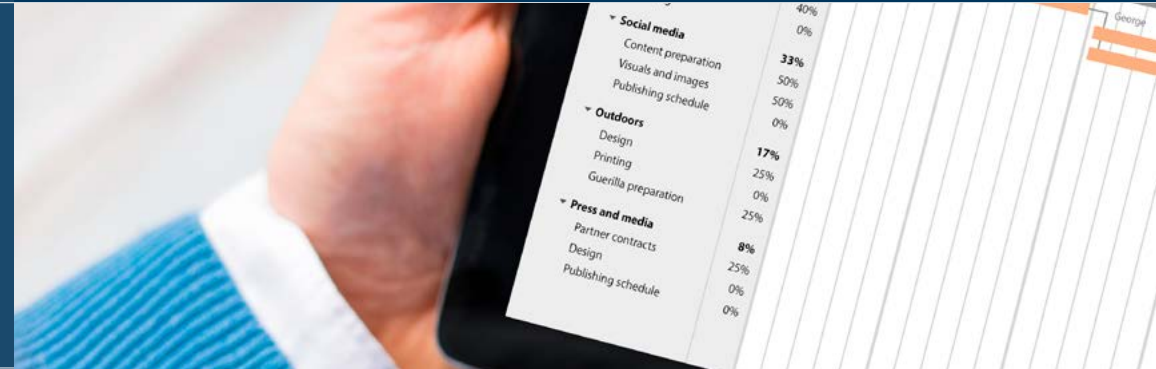 40%
0%
Social media 33%
Content preparation 50%
Visuals and images 50%
Publishing schedule 0%
Outdoors 17%
Design 25%
Printing 0%
Guerilla preparation 25%
Press and media 8%
Partner contracts 25%
Design 0%
Publishing schedule 0%
George